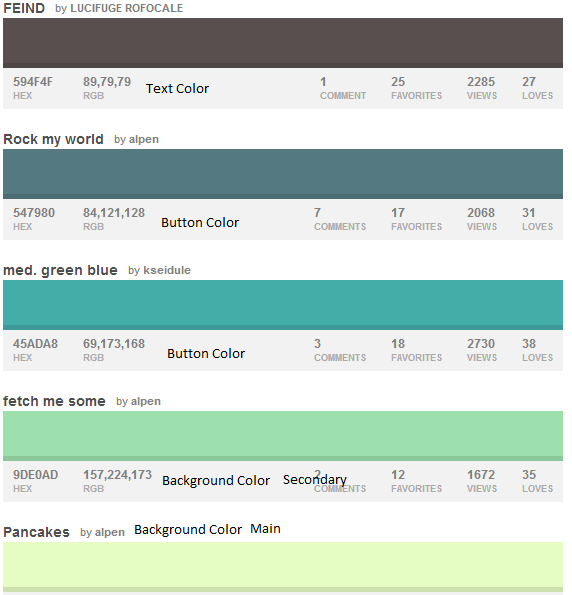 FEIND by LUCIFUGE ROFOCALE
594F4F 89,79,79 Text Color 1 25 2285 27
HEX RGB COMMENT FAVORITES VIEWS LOVES
Rock my world by alpen
547980 84,121,128 Button Color 7 17 2068 31
HEX RGB COMMENTS FAVORITES VIEWS LOVES
med. green blue by kseidule
45ADA8 69,173,168 Button Color 3 18 2730 38
HEX RGB COMMENTS FAVORITES VIEWS LOVES
fetch me some by alpen
9DE0AD 157,224,173 Background Color Secondary 2 12 1672 35
HEX RGB COMMENTS FAVORITES VIEWS LOVES
Pancakes by alpen Background Color Main